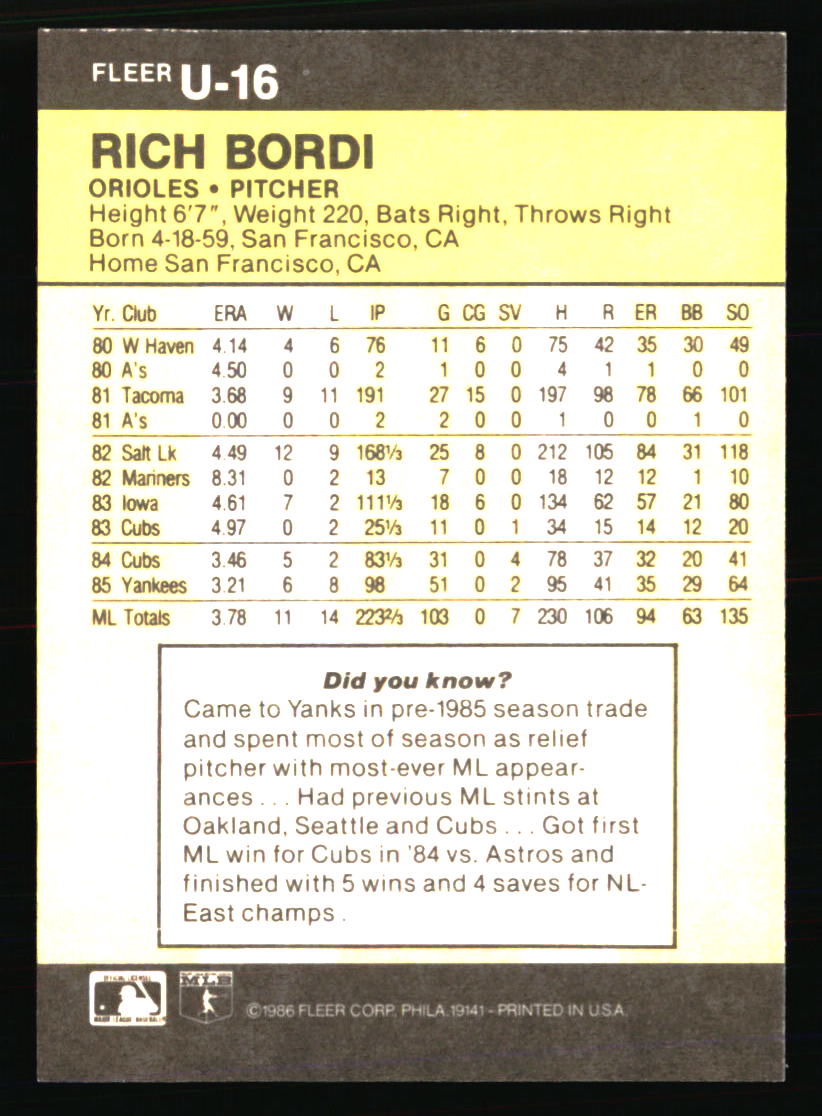 FLEER U-16
RICH BORDI
ORIOLES • PITCHER
Height 6'7", Weight 220, Bats Right, Throws Right
Born 4-18-59, San Francisco, CA
Home San Francisco, CA
Yr. Club ERA W L IP G CG SV H R ER BB SO
80 W Haven 4.14 4 6 76 11 6 0 75 42 35 30 49
80 A's 4.50 0 0 2 1 0 0 4 1 1 0 0
81 Tacoma 3.68 9 11 191 27 15 0 197 98 78 66 101
81 A's 0.00 0 0 2 2 0 0 1 0 0 1 0
82 Salt Lk 4.49 12 9 168⅓ 25 8 0 212 105 84 31 118
82 Mariners 8.31 0 2 13 7 0 0 18 12 12 1 10
83 Iowa 4.61 7 2 111⅓ 18 6 0 134 62 57 21 80
83 Cubs 4.97 0 2 25⅓ 11 0 1 34 15 14 12 20
84 Cubs 3.46 5 2 83⅓ 31 0 4 78 37 32 20 41
85 Yankees 3.21 6 8 98 51 0 2 95 41 35 29 64
ML Totals 3.78 11 14 223⅔ 103 0 7 230 106 94 63 135
Did you know?
Came to Yanks in pre-1985 season trade
and spent most of season as relief
pitcher with most-ever ML appear-
ances . . . Had previous ML stints at
Oakland, Seattle and Cubs . . . Got first
ML win for Cubs in '84 vs. Astros and
finished with 5 wins and 4 saves for NL-
East champs .
OFFICIAL LICENSEE
MAJOR LEAGUE BASEBALL
MLB
©1986 FLEER CORP. PHILA. 19141 - PRINTED IN U.S.A.